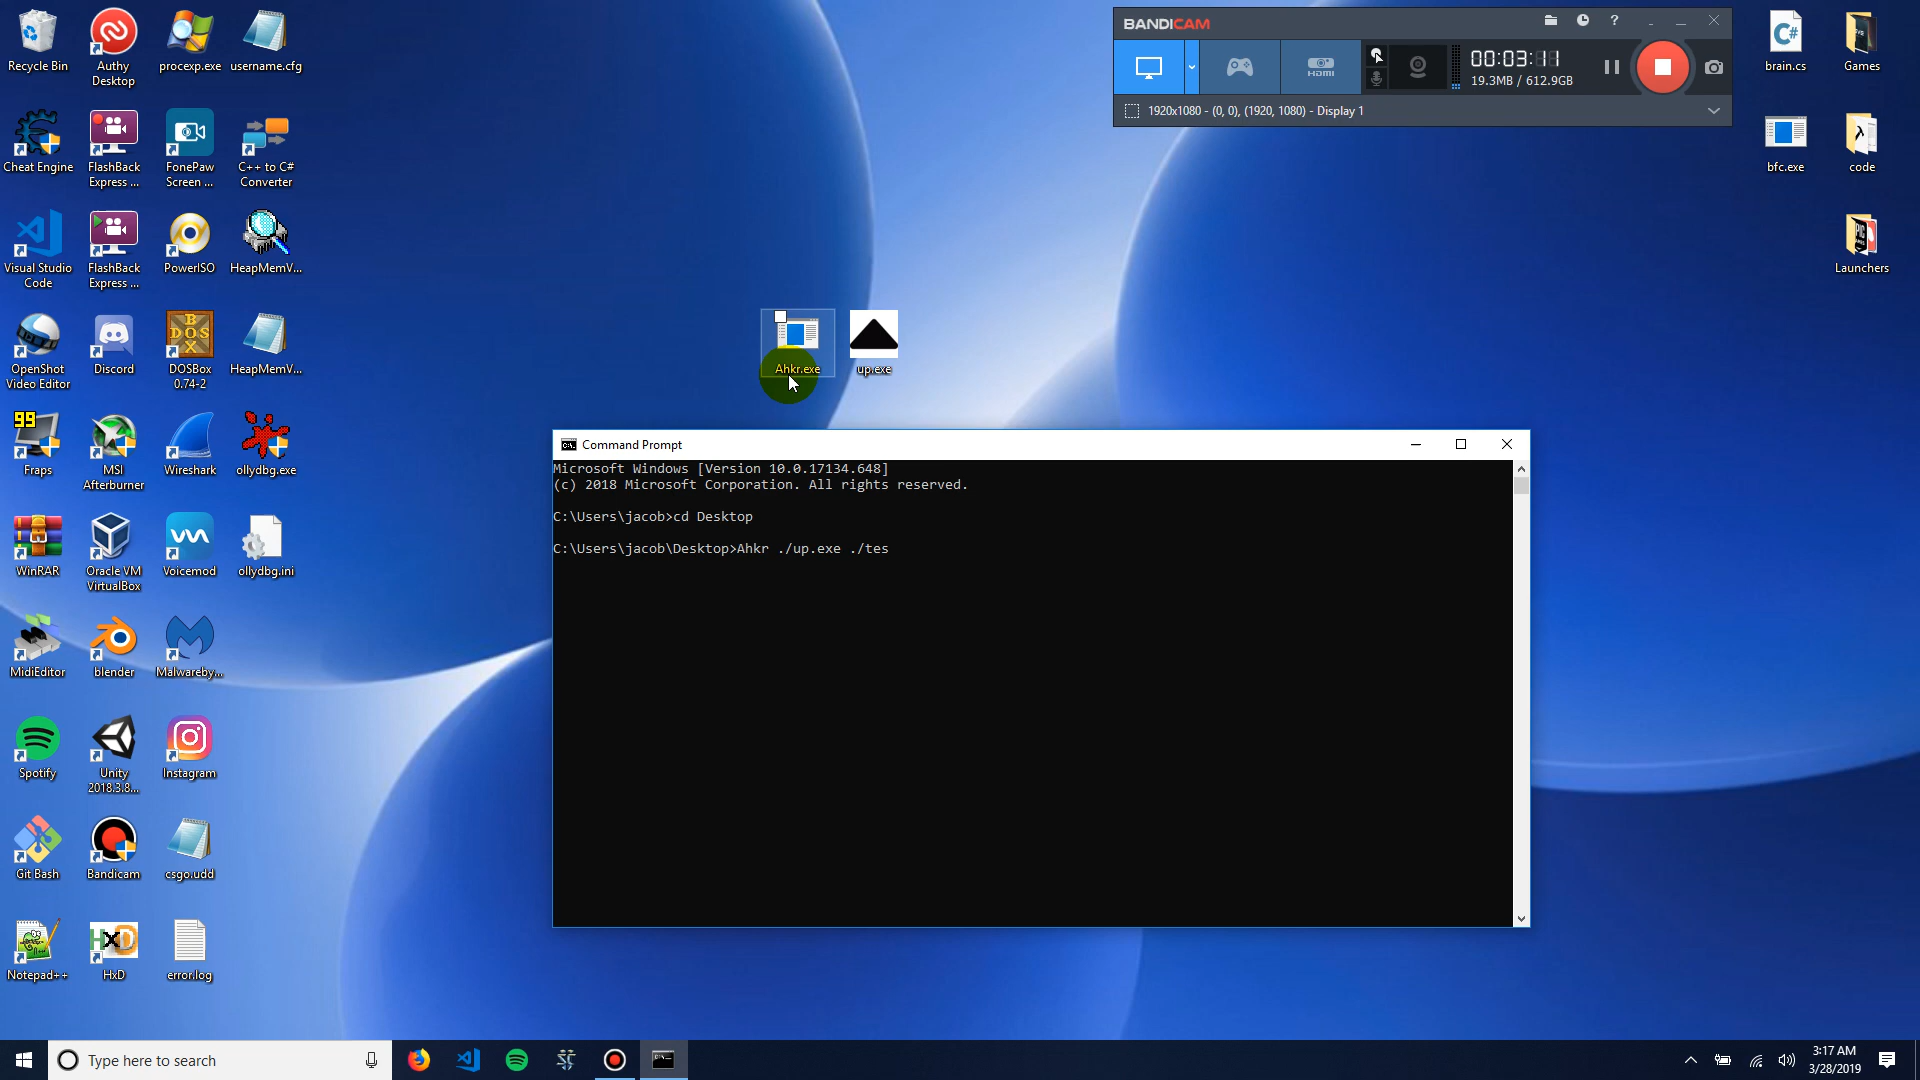 Recycle Bin
Authy
Desktop
procexp.exe
username.cfg
Cheat Engine
FlashBack
Express ...
FonePaw
Screen ...
C++ to C#
Converter
Visual Studio
Code
FlashBack
Express ...
PowerISO
HeapMemV...
OpenShot
Video Editor
Discord
BOS
DOS
X
DOSBox
0.74-2
HeapMemV...
99
Fraps
MSI
Afterburner
Wireshark
ollydbg.exe
WinRAR
Oracle VM
VirtualBox
Voicemod
ollydbg.ini
MidiEditor
blender
Malwareby...
Spotify
Unity
2018.3.8...
Instagram
Git Bash
Bandicam
csgo.udd
Notepad++
HxD
HxD
error.log
Ahkr.exe
up.exe
BANDICAM
?
HDMI
00:03:11
19.3MB / 612.9GB
1920x1080 - (0, 0), (1920, 1080) - Display 1
C#
brain.cs
Games
bfc.exe
code
EPIC
Launchers
Command Prompt
Microsoft Windows [Version 10.0.17134.648]
(c) 2018 Microsoft Corporation. All rights reserved.
C:\Users\jacob>cd Desktop
C:\Users\jacob\Desktop>Ahkr ./up.exe ./tes
Type here to search
3:17 AM
3/28/2019